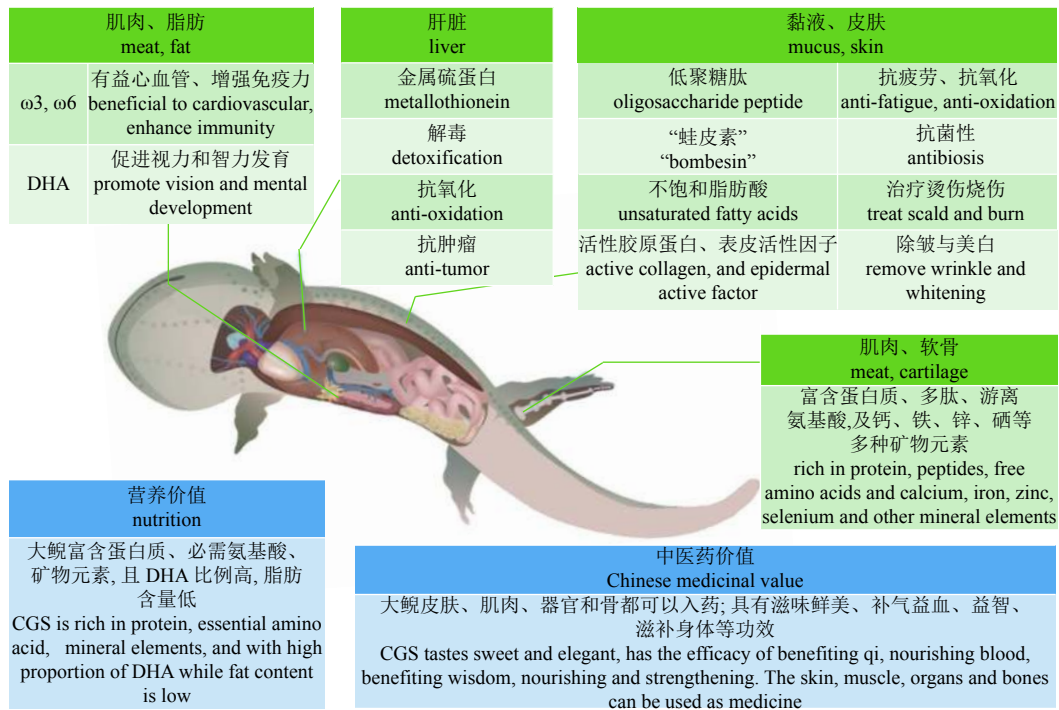 肌肉、脂肪
meat, fat
ω3, ω6
有益心血管、增强免疫力
beneficial to cardiovascular,
enhance immunity
DHA
促进视力和智力发育
promote vision and mental
development
肝脏
liver
金属硫蛋白
metallothionein
解毒
detoxification
抗氧化
anti-oxidation
抗肿瘤
anti-tumor
黏液、皮肤
mucus, skin
低聚糖肽
oligosaccharide peptide
抗疲劳、抗氧化
anti-fatigue, anti-oxidation
“蛙皮素”
“bombesin”
抗菌性
antibiosis
不饱和脂肪酸
unsaturated fatty acids
治疗烫伤烧伤
treat scald and burn
活性胶原蛋白、表皮活性因子
active collagen, and epidermal
active factor
除皱与美白
remove wrinkle and
whitening
肌肉、软骨
meat, cartilage
富含蛋白质、多肽、游离
氨基酸,及钙、铁、锌、硒等
多种矿物元素
rich in protein, peptides, free
amino acids and calcium, iron, zinc,
selenium and other mineral elements
营养价值
nutrition
大鲵富含蛋白质、必需氨基酸、
矿物元素, 且 DHA 比例高, 脂肪
含量低
CGS is rich in protein, essential amino
acid, mineral elements, and with high
proportion of DHA while fat content
is low
中医药价值
Chinese medicinal value
大鲵皮肤、肌肉、器官和骨都可以入药; 具有滋味鲜美、补气益血、益智、
滋补身体等功效
CGS tastes sweet and elegant, has the efficacy of benefiting qi, nourishing blood,
benefiting wisdom, nourishing and strengthening. The skin, muscle, organs and bones
can be used as medicine